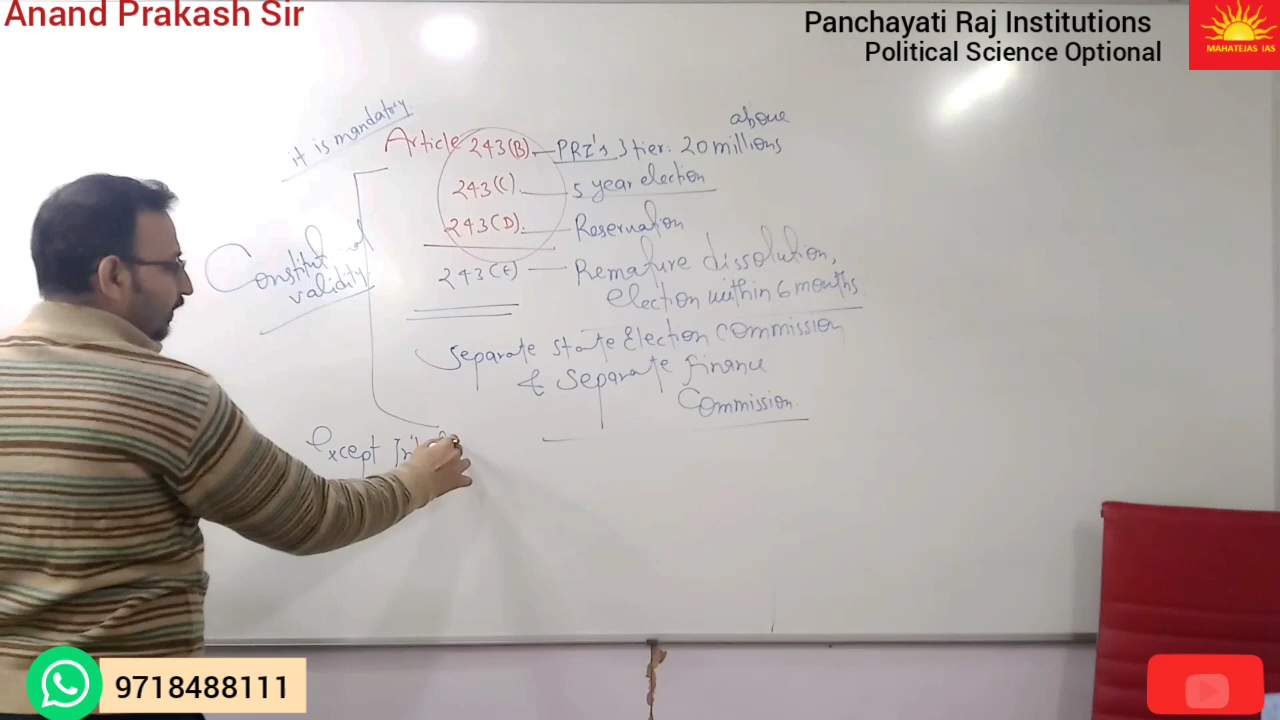 Anand Prakash Sir
Panchayati Raj Institutions
Political Science Optional
MAHATEJAS IAS
it is mandatory
above
Article 243(B) — PRI's 3 tier. 20 millions
243(C) — 5 year election
243(D). — Reservation
Constitutional validity
243(E) — Remature dissolution,
election within 6 months
Separate State Election Commission
& Separate Finance
Commission.
Except
9718488111